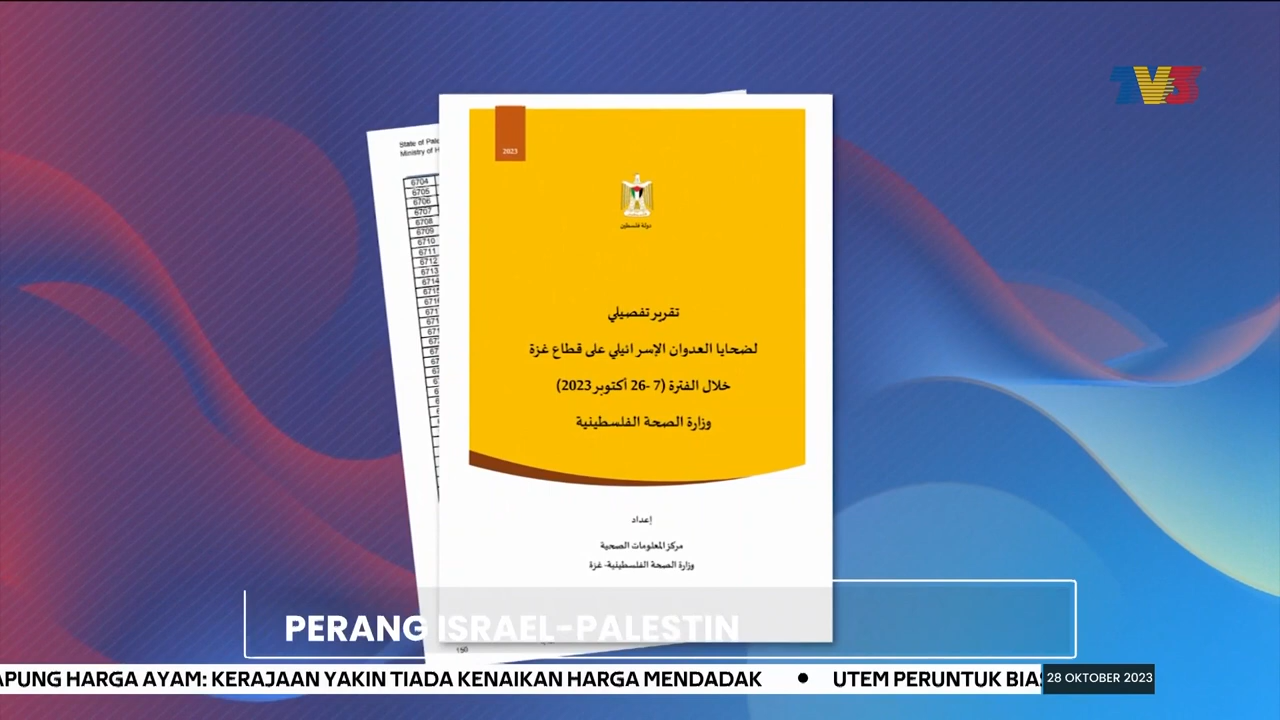 TV3
State of Pale
Ministry of H
6704
6705
6706
6707
6708
6709
6710
6711
6712
6713
6714
2023
دولة فلسطين
تقرير تفصيلي
لضحايا العدوان الإسرائيلي على قطاع غزة
خلال الفترة (7 -26 أكتوبر 2023)
وزارة الصحة الفلسطينية
إعداد
مركز المعلومات الصحية
وزارة الصحة الفلسطينية- غزة
PERANG ISRAEL-PALESTIN
150
APUNG HARGA AYAM: KERAJAAN YAKIN TIADA KENAIKAN HARGA MENDADAK • UTEM PERUNTUK BIAS
28 OKTOBER 2023